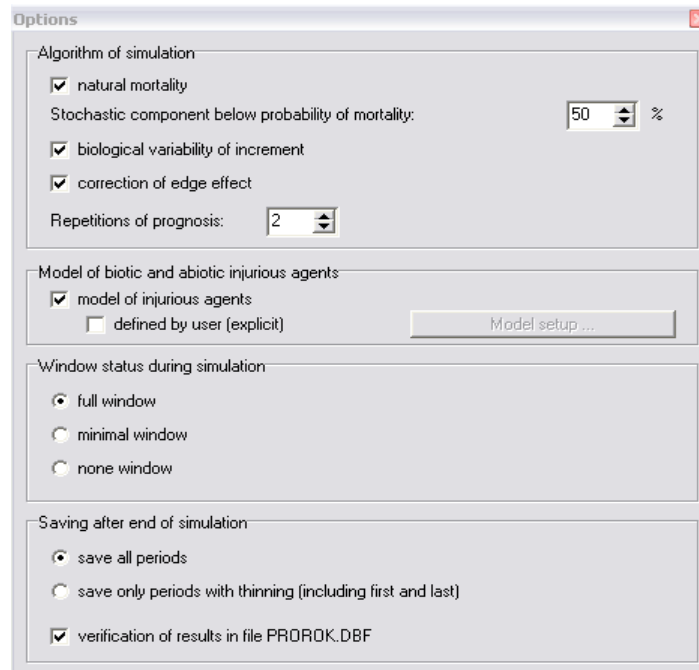 Options
Algorithm of simulation
natural mortality
Stochastic component below probability of mortality: 50 %
biological variability of increment
correction of edge effect
Repetitions of prognosis: 2
Model of biotic and abiotic injurious agents
model of injurious agents
defined by user (explicit) Model setup ...
Window status during simulation
full window
minimal window
none window
Saving after end of simulation
save all periods
save only periods with thinning (including first and last)
verification of results in file PROROK.DBF